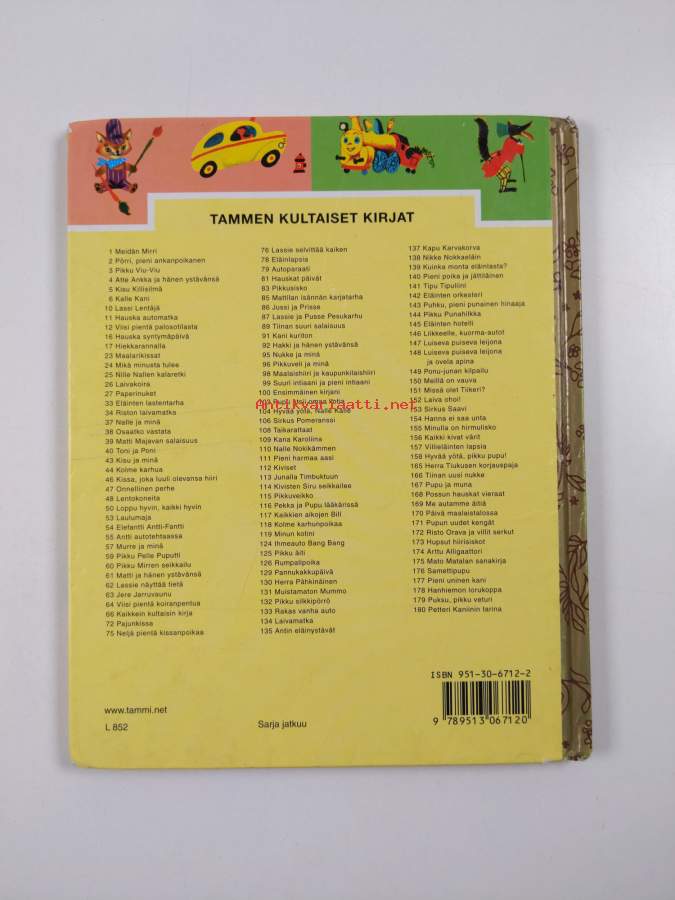 TAMMEN KULTAISET KIRJAT
1 Meidän Mirri
2 Pörri, pieni ankanpoikanen
3 Pikku Viu-Viu
4 Atte Ankka ja hänen ystävänsä
5 Kisu Killisilmä
6 Kelle Kani
10 Lassi Lentäjä
11 Hauska automatka
12 Viisi pientä palosotilasta
16 Hauska syntymäpäivä
17 Hiekkarannalla
23 Maalarikissat
24 Mikä minusta tulee
25 Nille Nallen kalaretki
26 Laivakoira
27 Paperinuket
33 Eläinten lastentarha
34 Riston laivamatka
37 Nalle ja minä
38 Osaatko vastata
39 Matti Majavan salaisuus
40 Toni ja Poni
43 Kisu ja minä
44 Kolme karhua
46 Kissa, joka luuli olevansa hiiri
47 Onnellinen perhe
48 Lentokoneita
50 Loppu hyvin, kaikki hyvin
53 Laulumaja
54 Elefantti Antti-Fantti
55 Antti autotehtaassa
57 Murre ja minä
59 Pikku Pelle Puputti
60 Pikku Mirren seikkailu
61 Matti ja hänen ystävänsä
62 Lassie näyttää tietä
63 Jere Jarruvaunu
64 Viisi pientä koiranpentua
66 Kaikkein kultaisin kirja
72 Pajunkissa
75 Neljä pientä kissanpoikaa
76 Lassie selvittää kaiken
78 Eläinlapsia
79 Autoparaati
81 Hauskat päivät
83 Pikkusisko
85 Mattilan isännän karjatarha
86 Jussi ja Prisse
87 Lassie ja Pusse Pesukarhu
89 Tiinan suuri salaisuus
91 Kani kuriton
92 Hakki ja hänen ystävänsä
95 Nukke ja minä
96 Pikkuveli ja minä
98 Maalaishiiri ja kaupunkilaishiiri
99 Suuri intiaani ja pieni intiaani
100 Ensimmäinen kirjani
antikvariaatti.net
104 Hyvää yötä, Nalle Kalle
106 Sirkus Pomeranssi
108 Taikarattaat
109 Kana Karoliina
110 Nalle Nokikämmen
111 Pieni harmaa aasi
112 Kiviset
113 Junalla Timbuktuun
114 Kivisten Siru seikkailee
115 Pikkuveikko
116 Pekka ja Pupu lääkärissä
117 Kaikkien aikojen Bili
118 Kolme karhunpoikaa
119 Minun kotini
124 Ihmeauto Bang Bang
125 Pikku äiti
126 Rumpalipoika
129 Pannukakkupäivä
130 Herra Pähkinäinen
131 Muistamaton Mummo
132 Pikku silkkipörrö
133 Rakas vanha auto
134 Laivamatka
135 Antin eläinystävät
137 Kapu Karvakorva
138 Nikke Nokkaeläin
139 Kuinka monta eläinlasta?
140 Pieni poika ja jättiläinen
141 Tipu Tipuliini
142 Eläinten orkesteri
143 Puhku, pieni punainen hinaaja
144 Pikku Punahilkka
145 Eläinten hotelli
146 Liikkeelle, kuorma-autot
147 Luiseva puiseva leijona
148 Luiseva puiseva leijona
ja ovela apina
149 Ponu-junan kilpailu
150 Meillä on vauva
151 Missä olet Tiikeri?
152 Laiva ohoi!
153 Sirkus Saavi
154 Hanna ei saa unta
155 Minulla on hirmulisko
156 Kaikki kivat värit
157 Villieläinten lapsia
158 Hyvää yötä, pikku pupu!
165 Herra Tiukusen korjauspaja
166 Tiinan uusi nukke
167 Pupu ja muna
168 Possun hauskat vieraat
169 Me autamme äitiä
170 Päivä maalaistalossa
171 Pupun uudet kengät
172 Risto Orava ja villit serkut
173 Hupsut hiirisiskot
174 Arttu Alligaattori
175 Mato Matalan sanakirja
176 Samettipupu
177 Pieni uninen kani
178 Hanhiemon lorukoppa
179 Puksu, pikku veturi
180 Petteri Kaniinin tarina
ISBN 951-30-6712-2
9 789513 067120
www.tammi.net
L 852
Sarja jatkuu